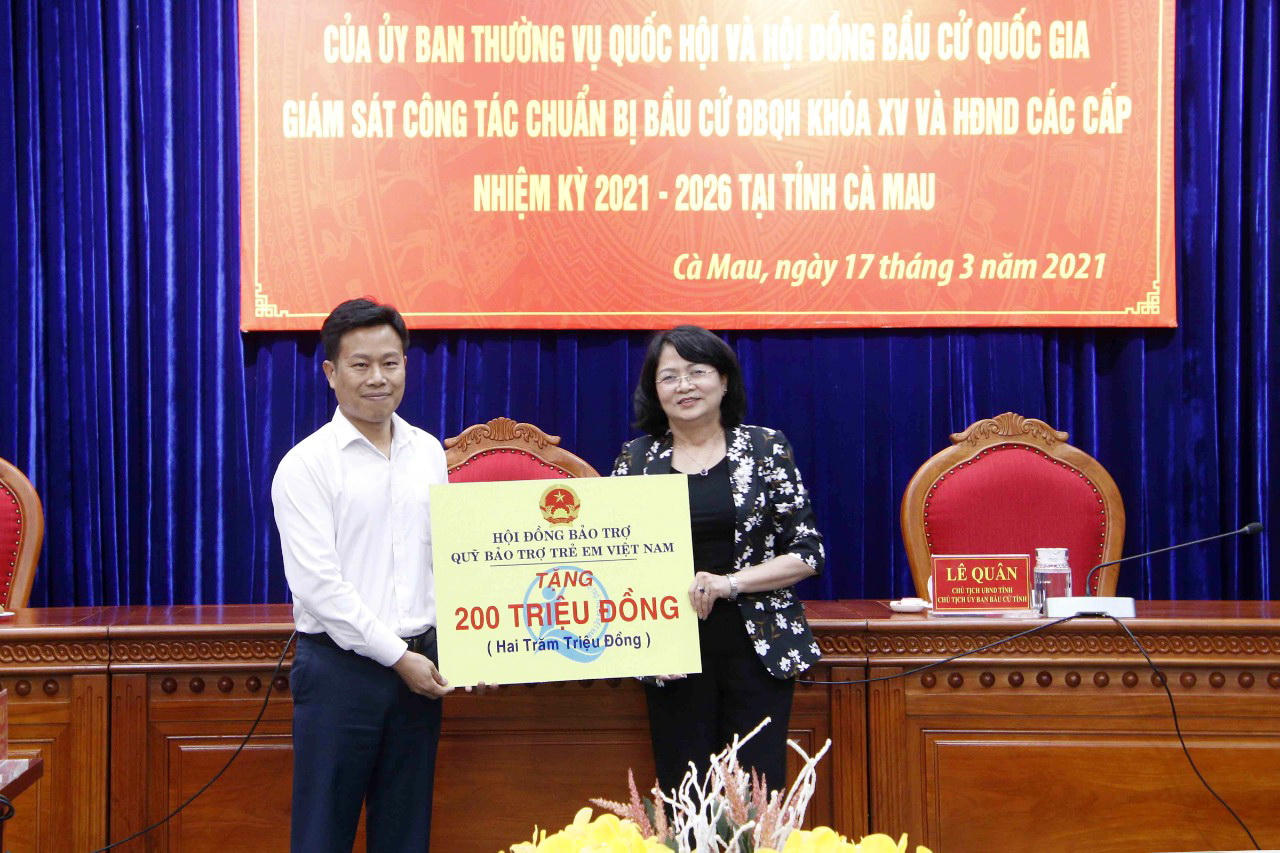 CỦA ỦY BAN THƯỜNG VỤ QUỐC HỘI VÀ HỘI ĐỒNG BẦU CỬ QUỐC GIA
GIÁM SÁT CÔNG TÁC CHUẨN BỊ BẦU CỬ ĐBQH KHÓA XV VÀ HĐND CÁC CẤP
NHIỆM KỲ 2021 - 2026 TẠI TỈNH CÀ MAU
Cà Mau, ngày 17 tháng 3 năm 2021
HỘI ĐỒNG BẢO TRỢ
QUỸ BẢO TRỢ TRẺ EM VIỆT NAM
TẶNG
200 TRIỆU ĐỒNG
( Hai Trăm Triệu Đồng )
LÊ QUÂN
CHỦ TỊCH UBND TỈNH
CHỦ TỊCH ỦY BAN BẦU CỬ TỈNH